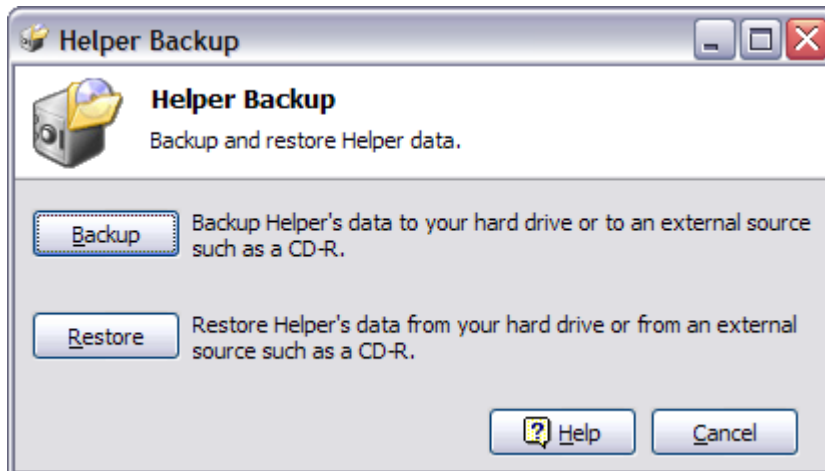 Helper Backup
Helper Backup
Backup and restore Helper data.
Backup
Backup Helper's data to your hard drive or to an external source
such as a CD-R.
Restore
Restore Helper's data from your hard drive or from an external
source such as a CD-R.
Help
Cancel